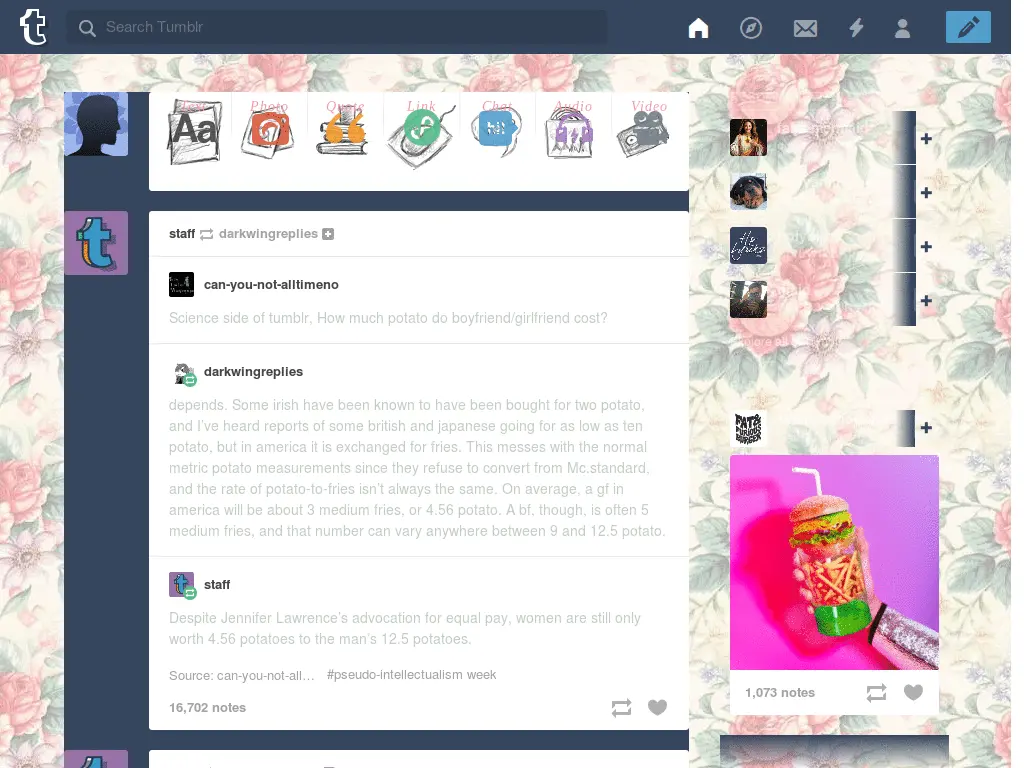 t
Search Tumblr
Text Photo Quote Link Chat Audio Video
Aa
staff darkwingreplies
can-you-not-alltimeno
Science side of tumblr, How much potato do boyfriend/girlfriend cost?
darkwingreplies
depends. Some irish have been known to have been bought for two potato,
and I've heard reports of some british and japanese going for as low as ten
potato, but in america it is exchanged for fries. This messes with the normal
metric potato measurements since they refuse to convert from Mc.standard,
and the rate of potato-to-fries isn't always the same. On average, a gf in
america will be about 3 medium fries, or 4.56 potato. A bf, though, is often 5
medium fries, and that number can vary anywhere between 9 and 12.5 potato.
staff
Despite Jennifer Lawrence's advocation for equal pay, women are still only
worth 4.56 potatoes to the man's 12.5 potatoes.
Source: can-you-not-all... #pseudo-intellectualism week
16,702 notes
FAT &
FURIOUS
BURGER
1,073 notes